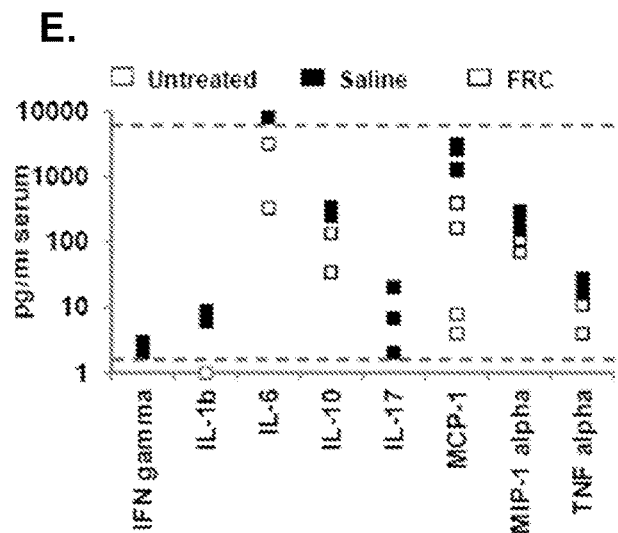 E.
Untreated Saline FRC
10000
1000
100
10
1
pg/ml serum
IFN gamma
IL-1b
IL-6
IL-10
IL-17
MCP-1
MIP-1 alpha
TNF alpha